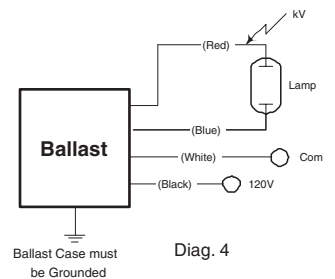 kV
(Red)
Lamp
(Blue)
Ballast
(White)
Com
(Black)
120V
Ballast Case must
be Grounded
Diag. 4